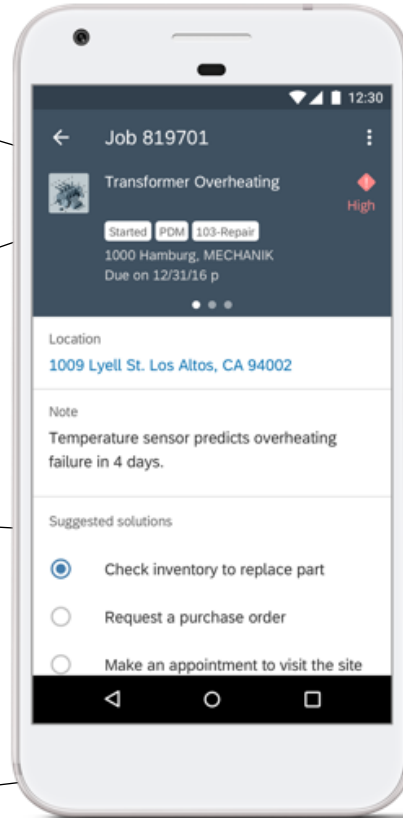 12:30
Job 819701
Transformer Overheating
High
Started PDM 103-Repair
1000 Hamburg, MECHANIK
Due on 12/31/16 p
Location
1009 Lyell St. Los Altos, CA 94002
Note
Temperature sensor predicts overheating
failure in 4 days.
Suggested solutions
Check inventory to replace part
Request a purchase order
Make an appointment to visit the site